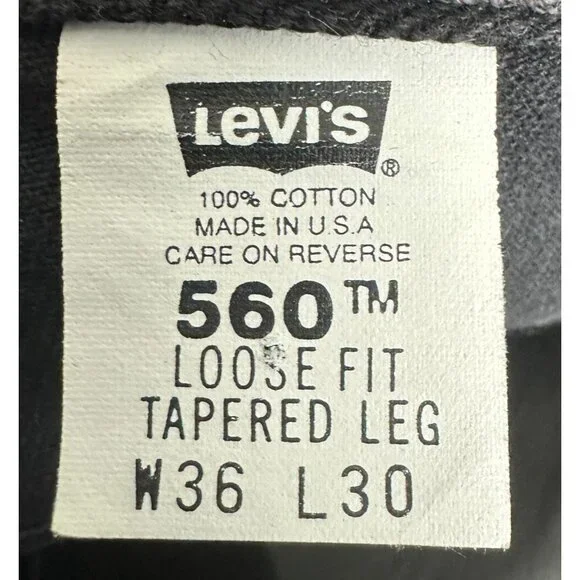 Levi's ®
100% COTTON
MADE IN U.S.A
CARE ON REVERSE
560™
LOOSE FIT
TAPERED LEG
W36 L30